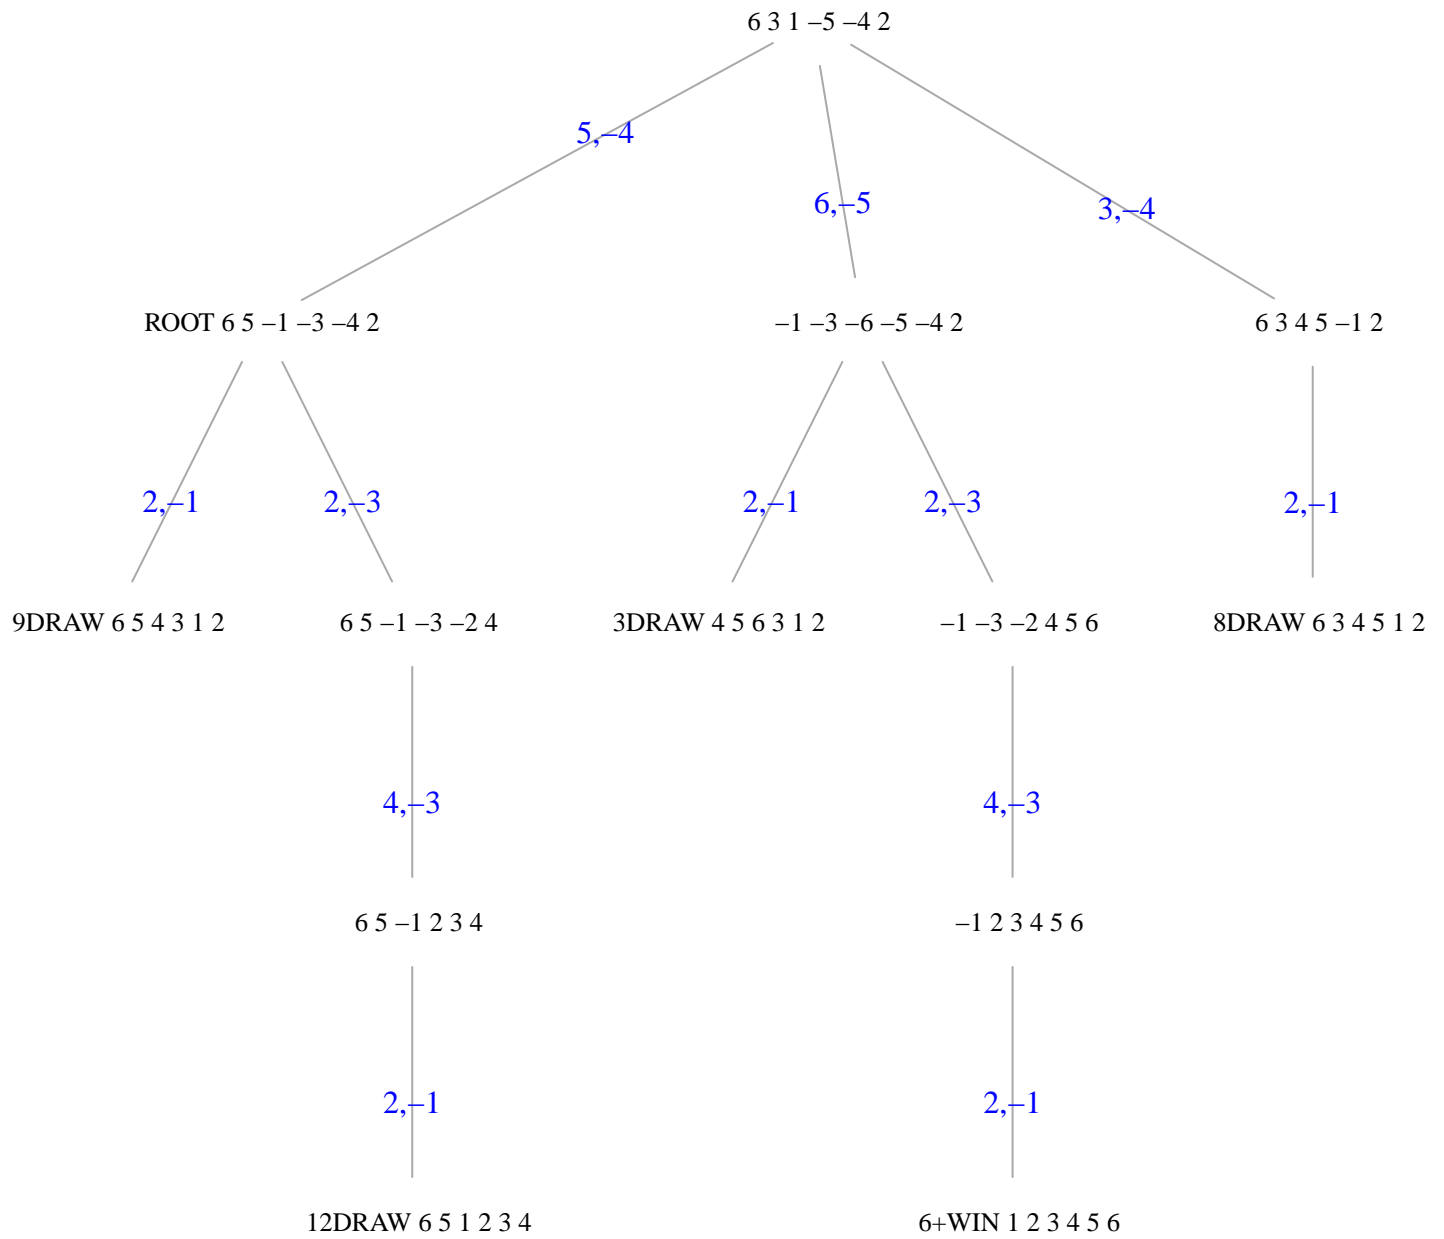 6 3 1 –5 –4 2
5,–4
6,–5
3,–4
ROOT 6 5 –1 –3 –4 2
–1 –3 –6 –5 –4 2
6 3 4 5 –1 2
2,–1
2,–3
2,–1
2,–3
2,–1
9DRAW 6 5 4 3 1 2
6 5 –1 –3 –2 4
3DRAW 4 5 6 3 1 2
–1 –3 –2 4 5 6
8DRAW 6 3 4 5 1 2
4,–3
4,–3
6 5 –1 2 3 4
–1 2 3 4 5 6
2,–1
2,–1
12DRAW 6 5 1 2 3 4
6+WIN 1 2 3 4 5 6